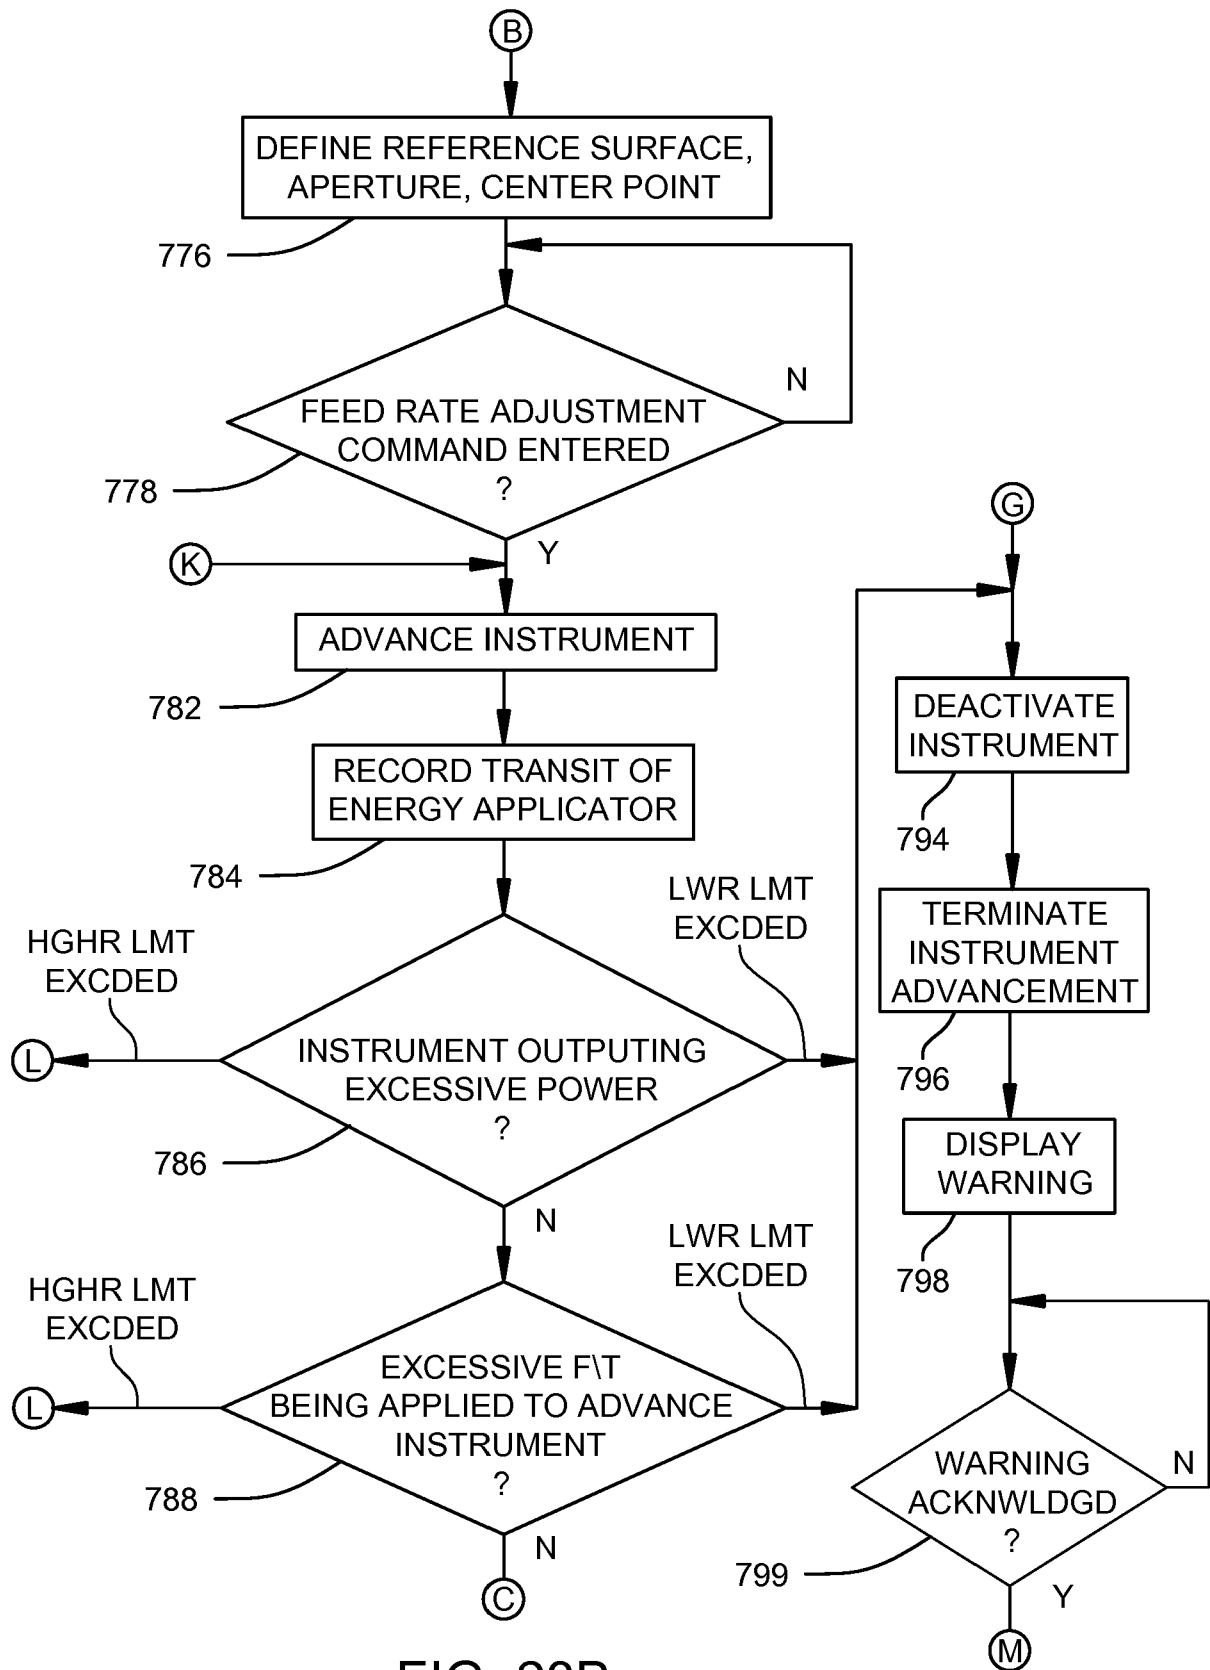 B
DEFINE REFERENCE SURFACE,
APERTURE, CENTER POINT
776
N
FEED RATE ADJUSTMENT
COMMAND ENTERED
?
778
Y
K
ADVANCE INSTRUMENT
782
RECORD TRANSIT OF
ENERGY APPLICATOR
784
HGHR LMT
EXCDED
LWR LMT
EXCDED
L
INSTRUMENT OUTPUTING
EXCESSIVE POWER
?
786
N
HGHR LMT
EXCDED
LWR LMT
EXCDED
L
EXCESSIVE F\T
BEING APPLIED TO ADVANCE
INSTRUMENT
?
788
N
C
G
DEACTIVATE
INSTRUMENT
794
TERMINATE
INSTRUMENT
ADVANCEMENT
796
DISPLAY
WARNING
798
WARNING
ACKNWLDGD
?
N
799
Y
M